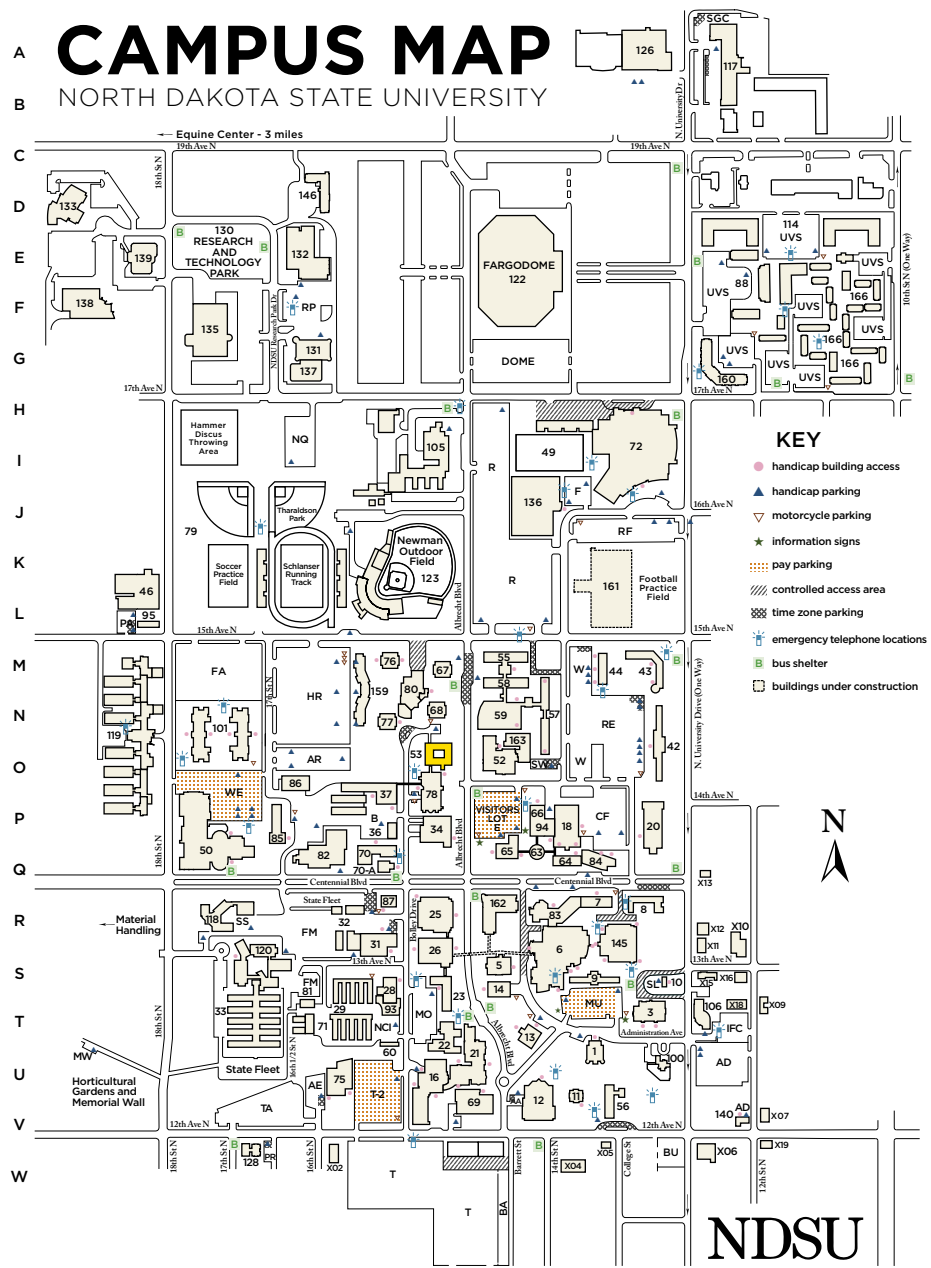 CAMPUS MAP
NORTH DAKOTA STATE UNIVERSITY
A
B
C
D
E
F
G
H
I
J
K
L
M
N
O
P
Q
R
S
T
U
V
W
126
SGC
117
N. University Dr
Equine Center - 3 miles
19th Ave N
19th Ave N
18th St N
B
133
146
130
RESEARCH
AND
TECHNOLOGY
PARK
B
B
139
132
138
135
RP
NDSU Research Park Dr
131
137
17th Ave N
FARGODOME
122
DOME
114
UVS
B
UVS
88
UVS
166
UVS
UVS
166
UVS
166
UVS
UVS
160
B
B
17th Ave N
10th St N (One Way)
Hammer
Discus
Throwing
Area
NQ
B
105
R
49
72
B
136
F
16th Ave N
79
Tharaldson
Park
RF
Soccer
Practice
Field
Schlanser
Running
Track
Newman
Outdoor
Field
123
R
161
Football
Practice
Field
Albrecht Blvd
46
95
15th Ave N
15th Ave N
KEY
handicap building access
handicap parking
motorcycle parking
information signs
pay parking
controlled access area
time zone parking
emergency telephone locations
B bus shelter
buildings under construction
FA
17th St N
HR
159
76
67
80
B
68
77
55
58
59
57
163
52
SW
W
44
43
B
RE
W
42
N. University Drive (One Way)
119
101
AR
53
WE
86
37
78
14th Ave N
B
VISITORS
LOT
E
66
94
18
CF
20
50
85
B
36
34
82
70
70-A
65
63
64
84
18th St N
Albrecht Blvd
B
B
B
Centennial Blvd
Centennial Blvd
X13
N
Material
Handling
State Fleet
87
118
SS
32
FM
31
13th Ave N
Bolley Drive
25
26
B
162
83
7
8
6
145
X12
X11
X10
13th Ave N
120
FM
81
28
29
93
33
71
NCI
60
MO
23
5
14
B
B
9
MU
B
SL
10
3
Administration Ave
X15
X16
106
X18
X09
IFC
18th St N
16th 1/2 St N
State Fleet
MW
Horticultural
Gardens and
Memorial Wall
TA
AE
75
T-2
22
21
16
69
13
Albrecht Blvd
AA
12
1
11
56
100
AD
140
AD
X07
12th Ave N
12th Ave N
18th St N
17th St N
B
128
PR
16th St N
X02
T
T
BA
Barrett St
B
14th St N
X04
X05
College St
BU
X06
12th St N
X19
NDSU